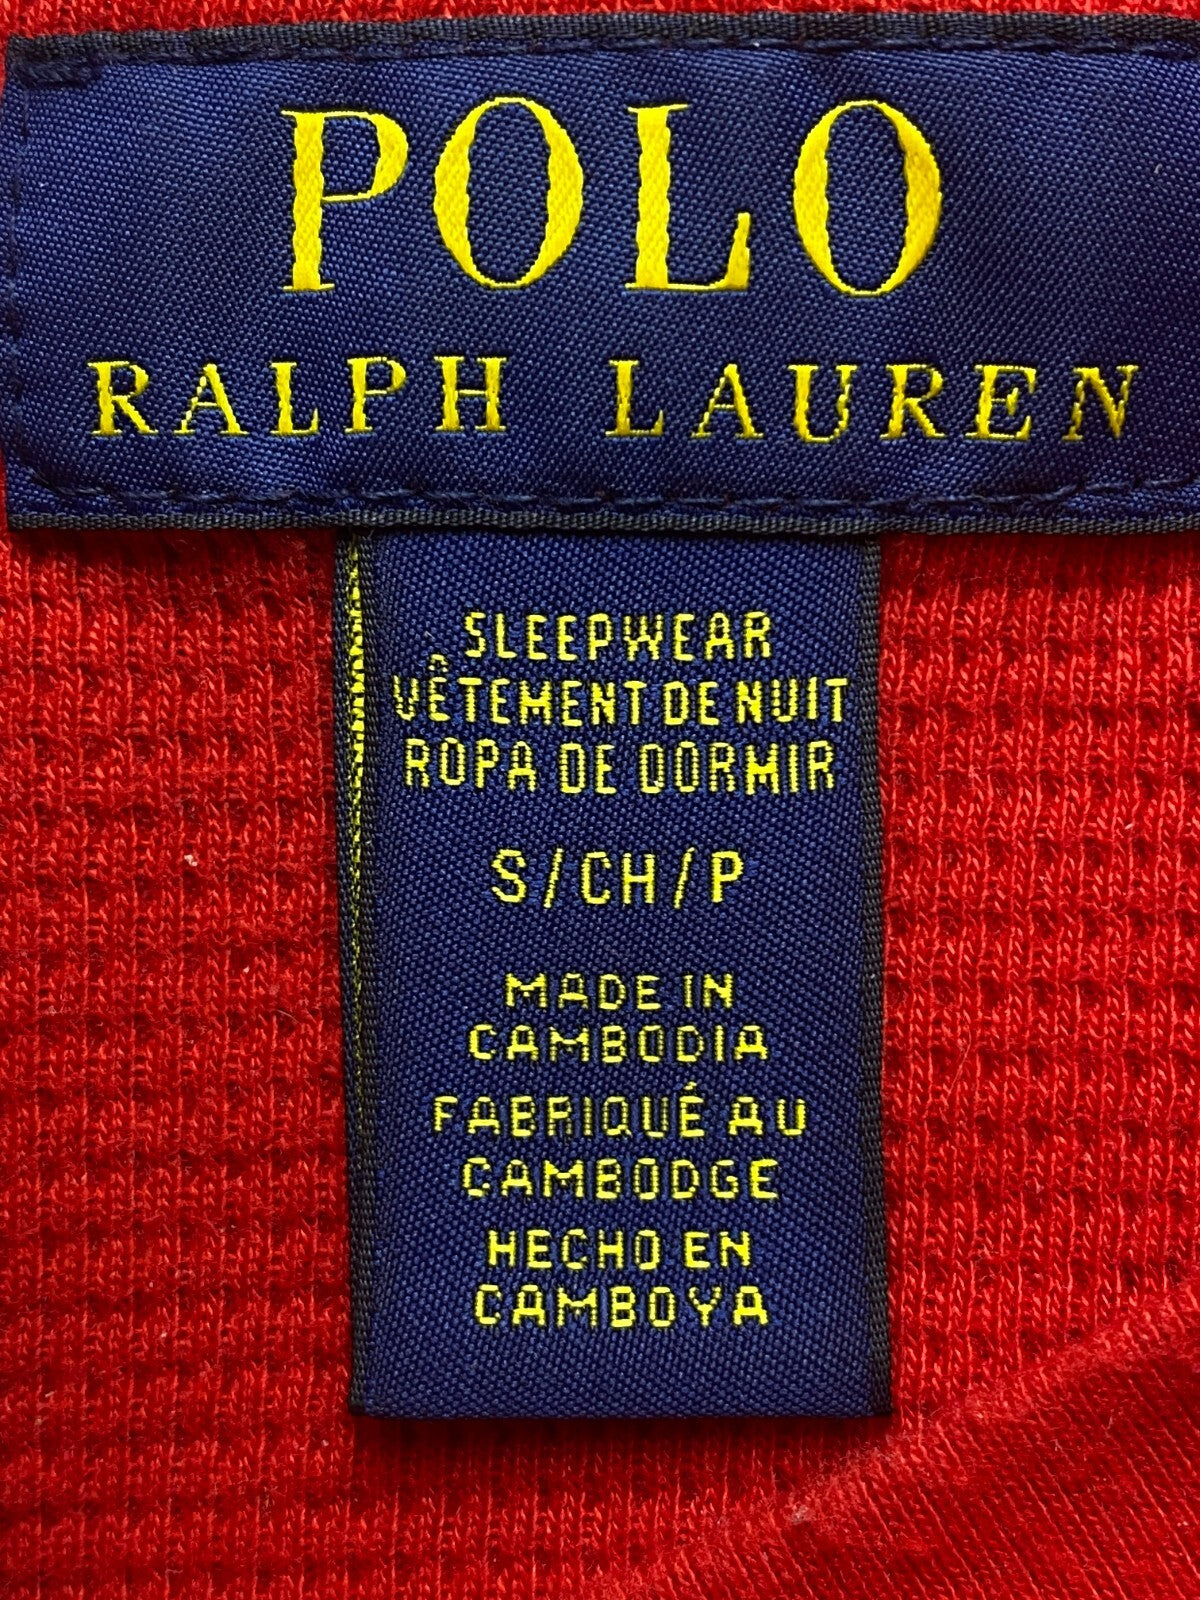 POLO
RALPH LAUREN
SLEEPWEAR
VÊTEMENT DE NUIT
ROPA DE DORMIR
S/CH/P
MADE IN
CAMBODIA
FABRIQUÉ AU
CAMBODGE
HECHO EN
CAMBOYA